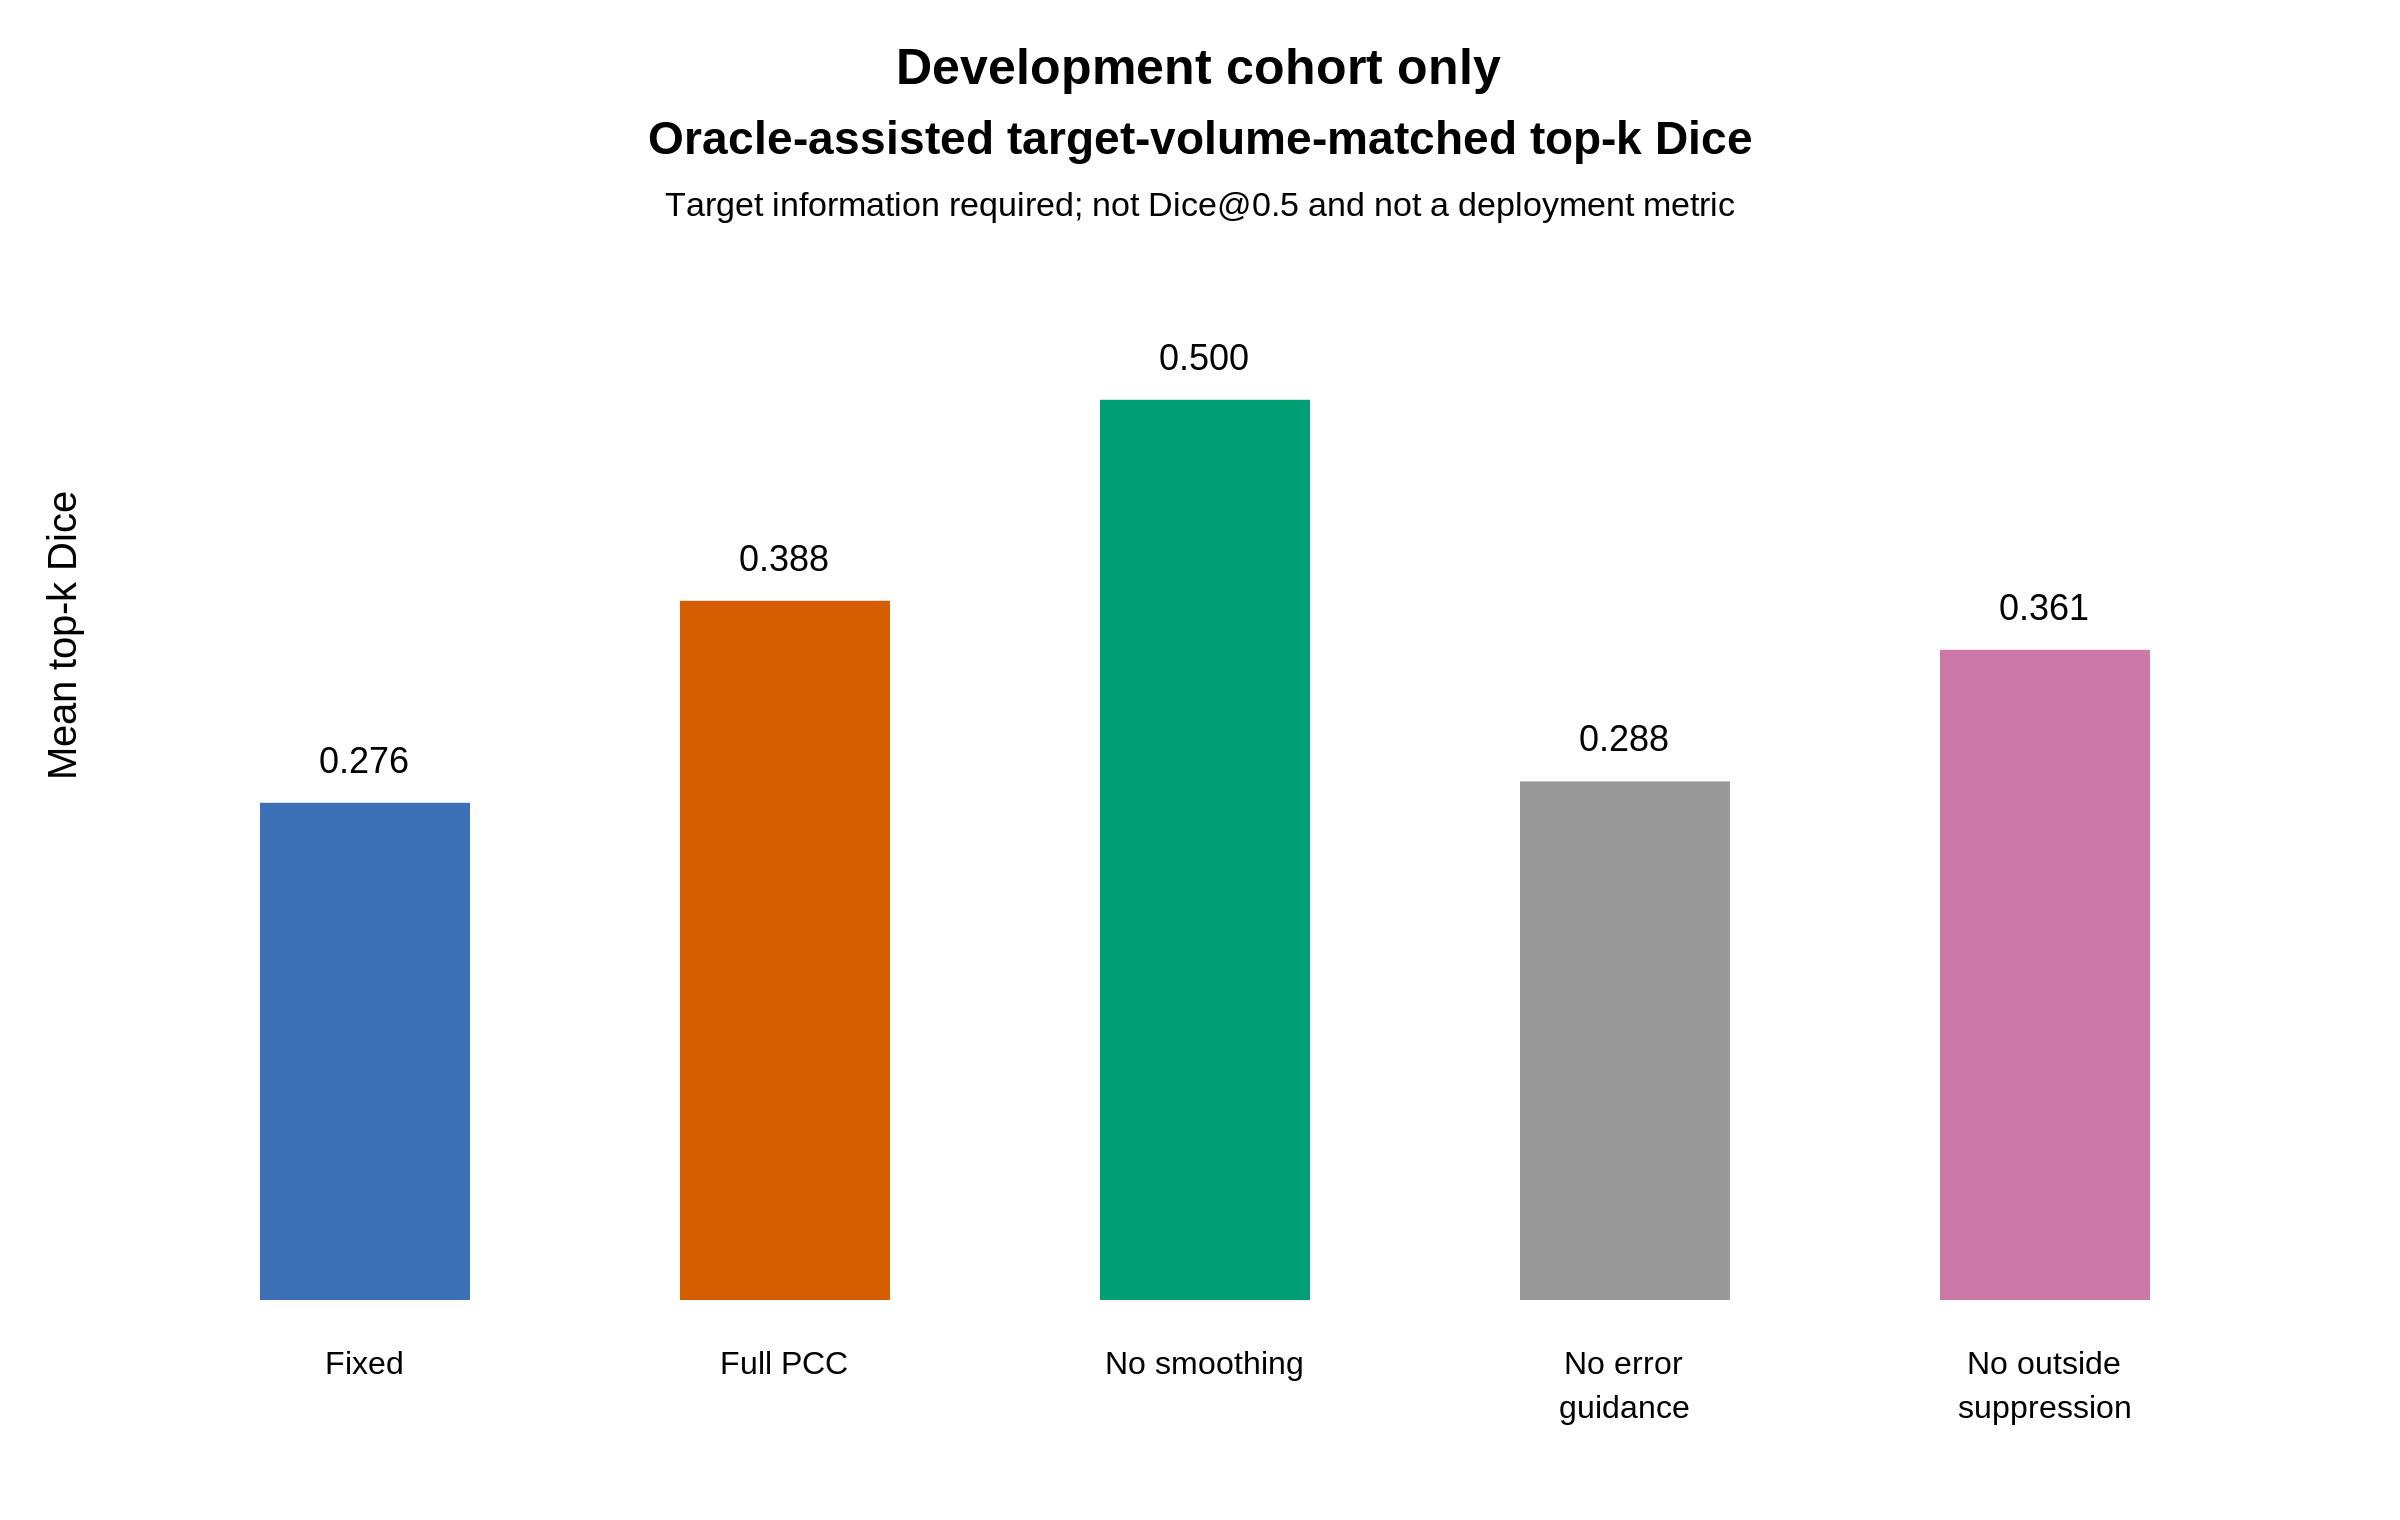 Development cohort only
Oracle-assisted target-volume-matched top-k Dice
Target information required; not Dice@0.5 and not a deployment metric
Mean top-k Dice
0.276
0.388
0.500
0.288
0.361
Fixed
Full PCC
No smoothing
No error
guidance
No outside
suppression